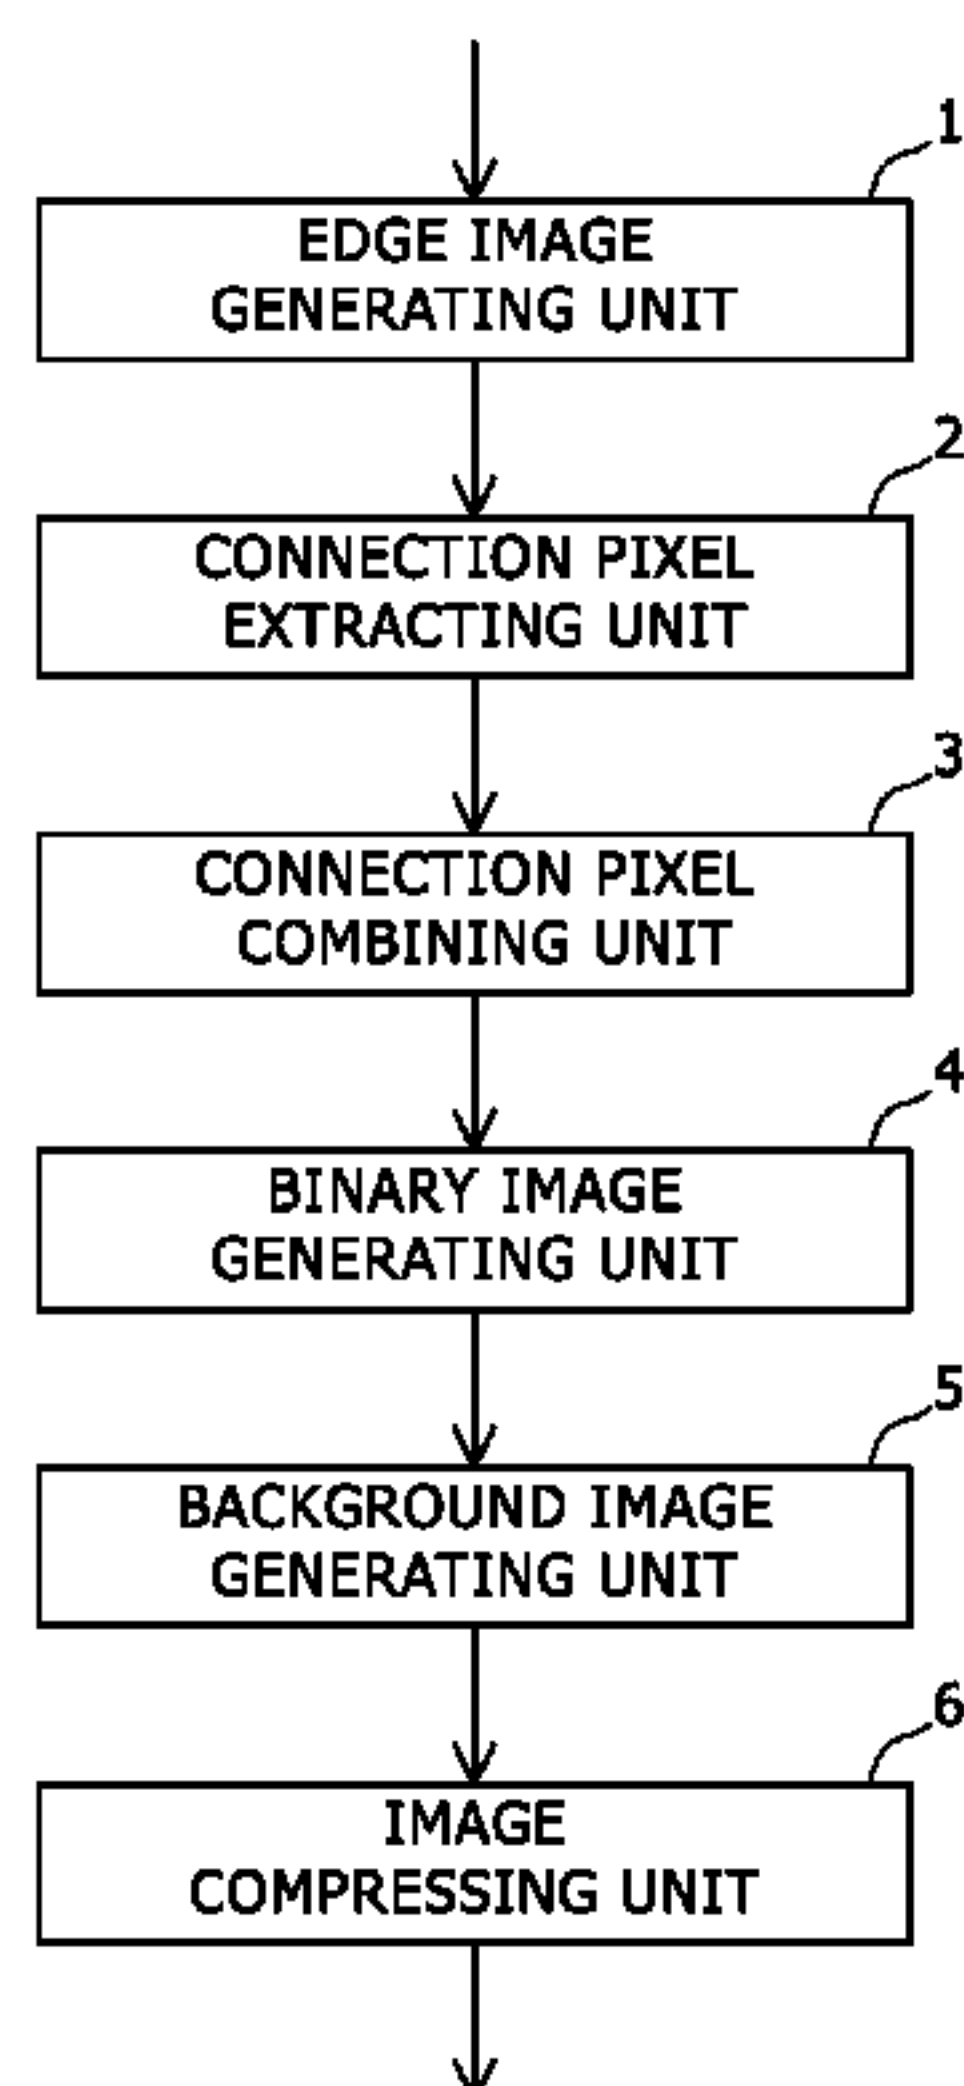 1
EDGE IMAGE
GENERATING UNIT
2
CONNECTION PIXEL
EXTRACTING UNIT
3
CONNECTION PIXEL
COMBINING UNIT
4
BINARY IMAGE
GENERATING UNIT
5
BACKGROUND IMAGE
GENERATING UNIT
6
IMAGE
COMPRESSING UNIT